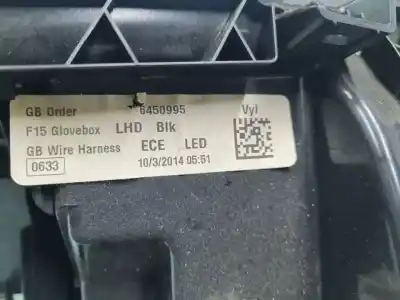 GB Order 6450995 Vyl
F15 Glovebox LHD Blk
GB Wire Harness ECE LED
0633 10/3/2014 05:51